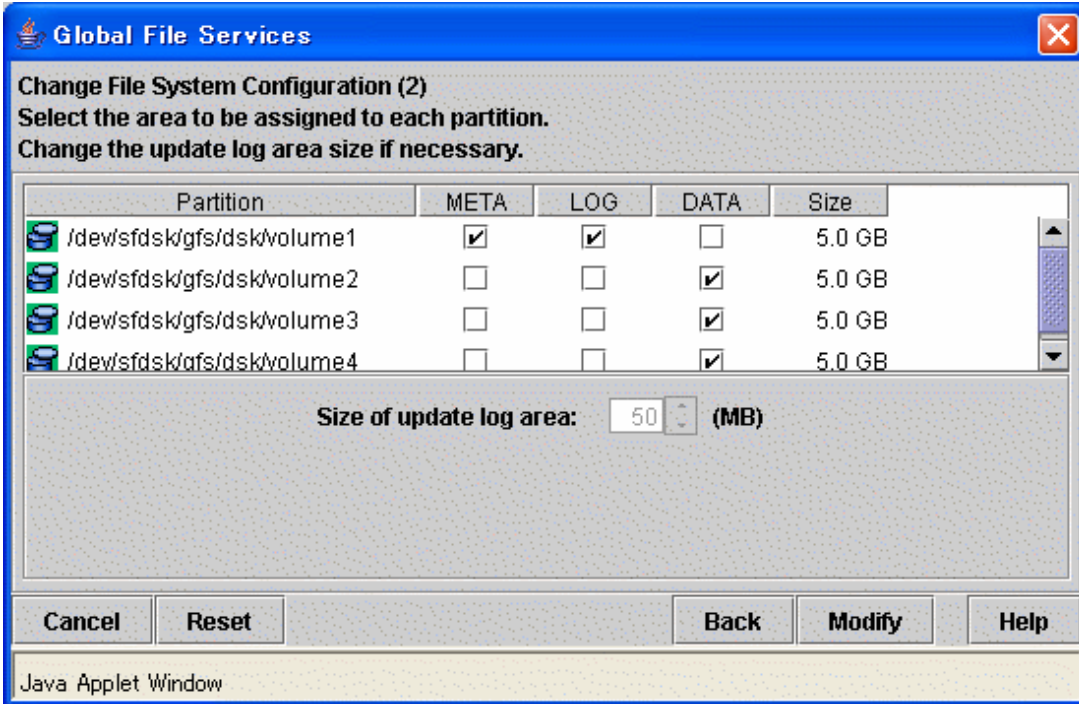 Global File Services
Change File System Configuration (2)
Select the area to be assigned to each partition.
Change the update log area size if necessary.
Partition META LOG DATA Size
/dev/sfdsk/gfs/dsk/volume1 5.0 GB
/dev/sfdsk/gfs/dsk/volume2 5.0 GB
/dev/sfdsk/gfs/dsk/volume3 5.0 GB
/dev/sfdsk/gfs/dsk/volume4 5.0 GB
Size of update log area: 50 (MB)
Cancel Reset Back Modify Help
Java Applet Window